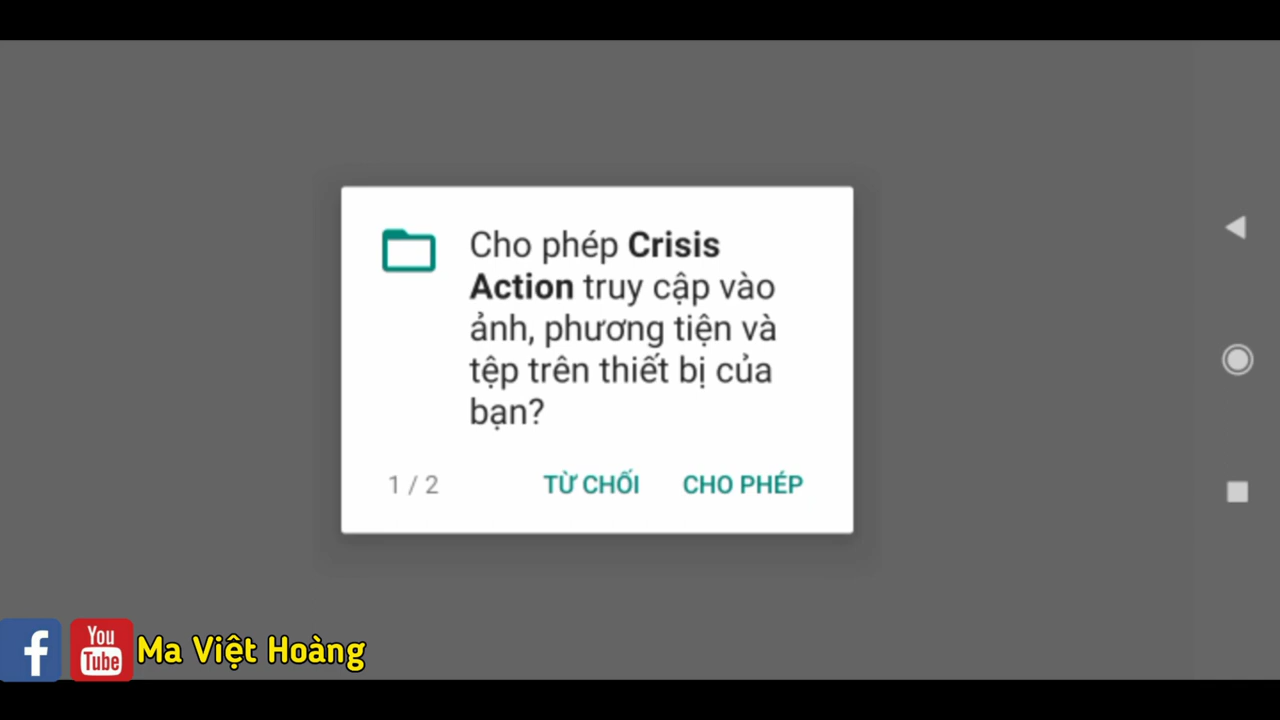 Cho phép Crisis
Action truy cập vào
ảnh, phương tiện và
tệp trên thiết bị của
bạn?
1 / 2 TỪ CHỐI CHO PHÉP
f You Tube Ma Việt Hoàng